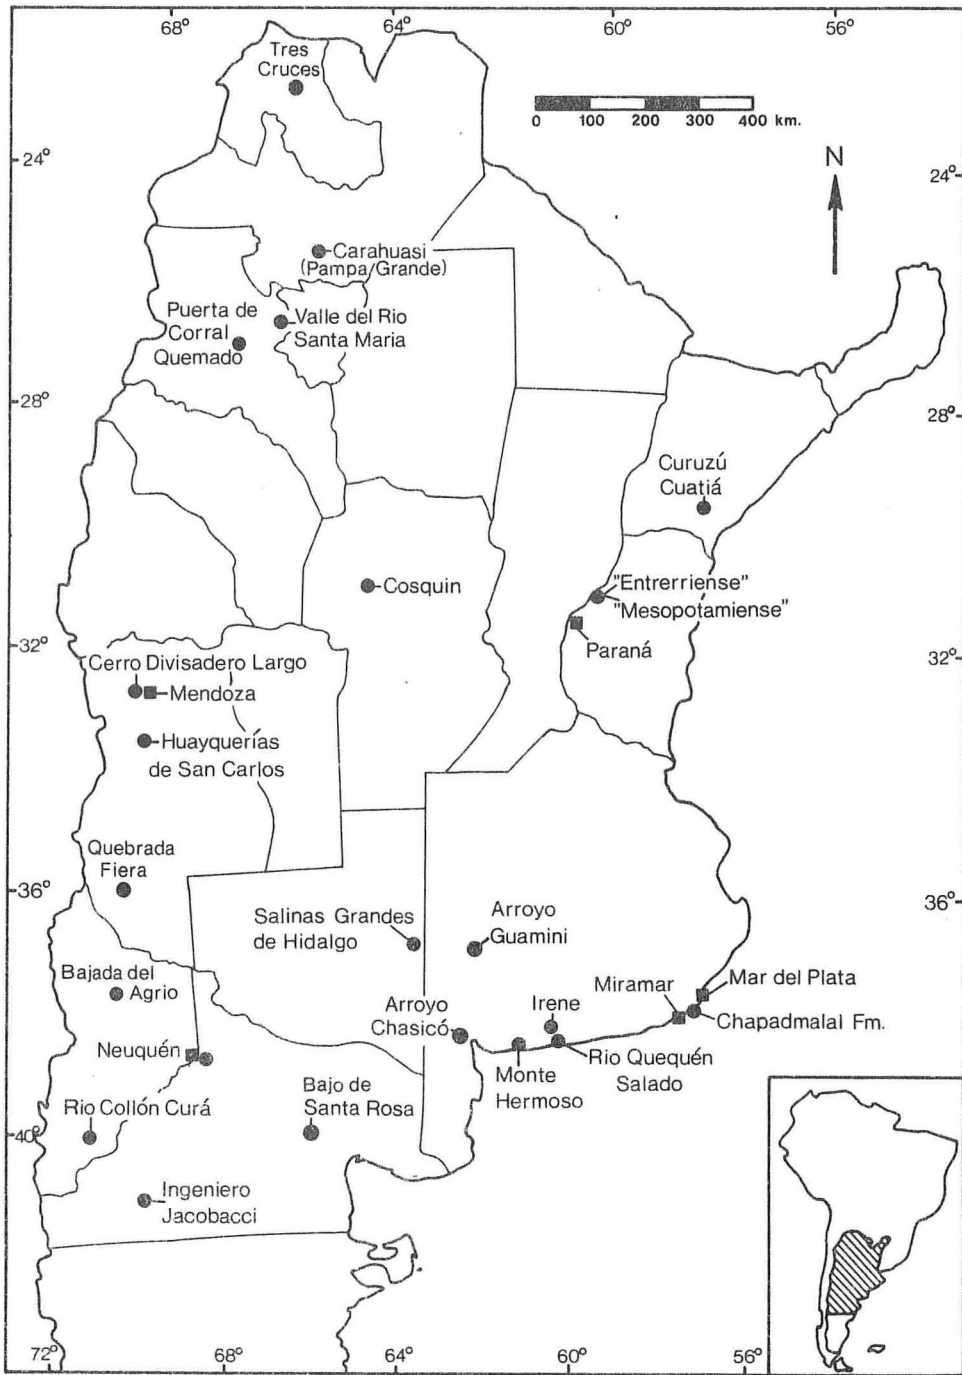 68°
64°
60°
56°
Tres
Cruces
0 100 200 300 400 km.
N
24°
24°
Carahuasi
(Pampa Grande)
Puerta de
Corral
Quemado
Valle del Rio
Santa Maria
28°
28°
Curuzú
Cuatiá
Cosquin
"Entrerriense"
"Mesopotamiense"
Paraná
32°
32°
Cerro Divisadero Largo
Mendoza
Huayquerías
de San Carlos
Quebrada
Fiera
36°
36°
Salinas Grandes
de Hidalgo
Arroyo
Guamini
Bajada del
Agrio
Miramar
Mar del Plata
Chapadmalal Fm.
Irene
Arroyo
Chasicó
Neuquén
Monte
Hermoso
Rio Quequén
Salado
Rio Collón Curá
Bajo de
Santa Rosa
40°
Ingeniero
Jacobacci
72°
68°
64°
60°
56°